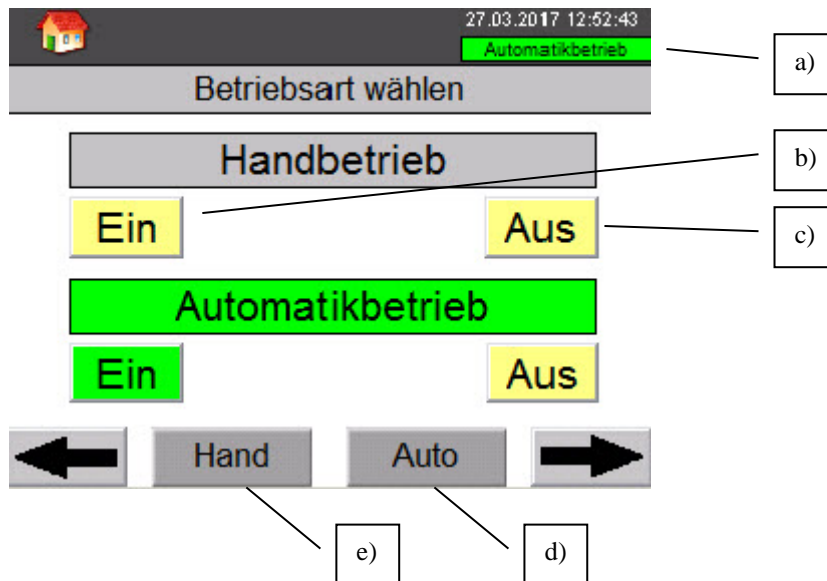 27.03.2017 12:52:43
Automatikbetrieb
a)
Betriebsart wählen
Handbetrieb
b)
Ein Aus
c)
Automatikbetrieb
Ein Aus
Hand Auto
e) d)